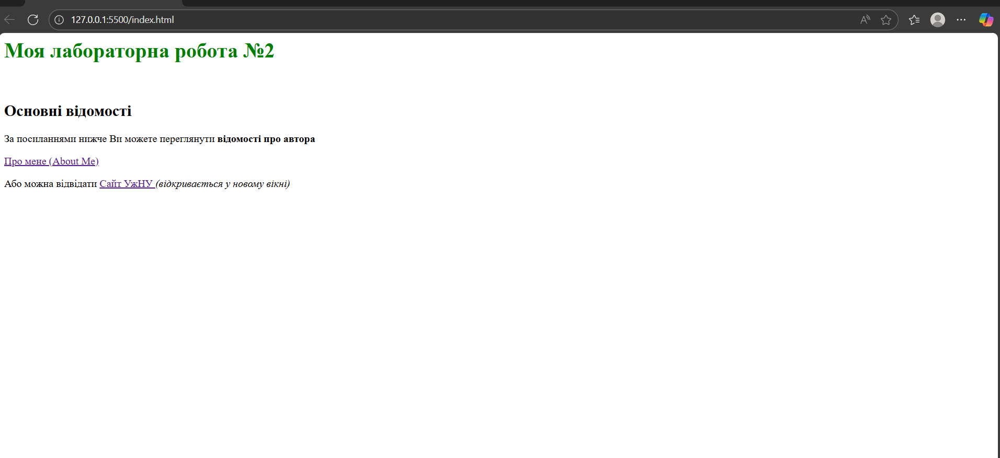 127.0.0.1:5500/index.html
Моя лабораторна робота №2
Основні відомості
За посиланнями нижче Ви можете переглянути відомості про автора
Про мене (About Me)
Або можна відвідати Сайт УжНУ (відкривається у новому вікні)